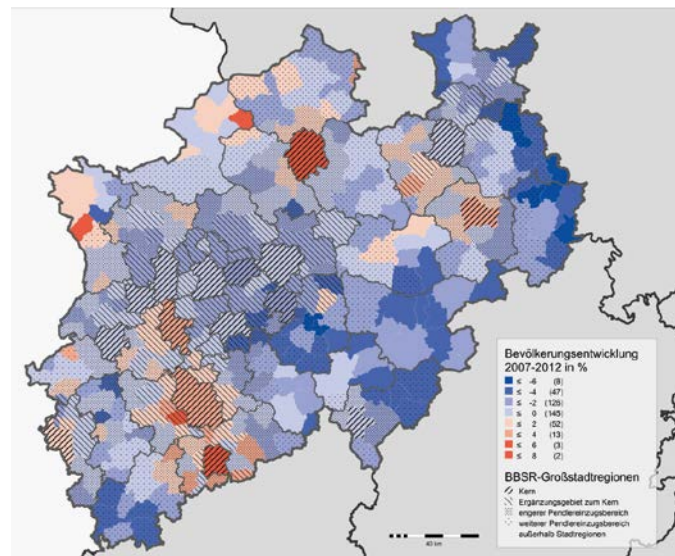 Bevölkerungsentwicklung
2007-2012 in %
≤ -6 (8)
≤ -4 (47)
≤ -2 (126)
≤ 0 (145)
≤ 2 (52)
≤ 4 (13)
≤ 6 (3)
≤ 8 (2)
BBSR-Großstadtregionen
Kern
Ergänzungsgebiet zum Kern
engerer Pendlereinzugsbereich
weiterer Pendlereinzugsbereich
außerhalb Stadtregionen
40 km